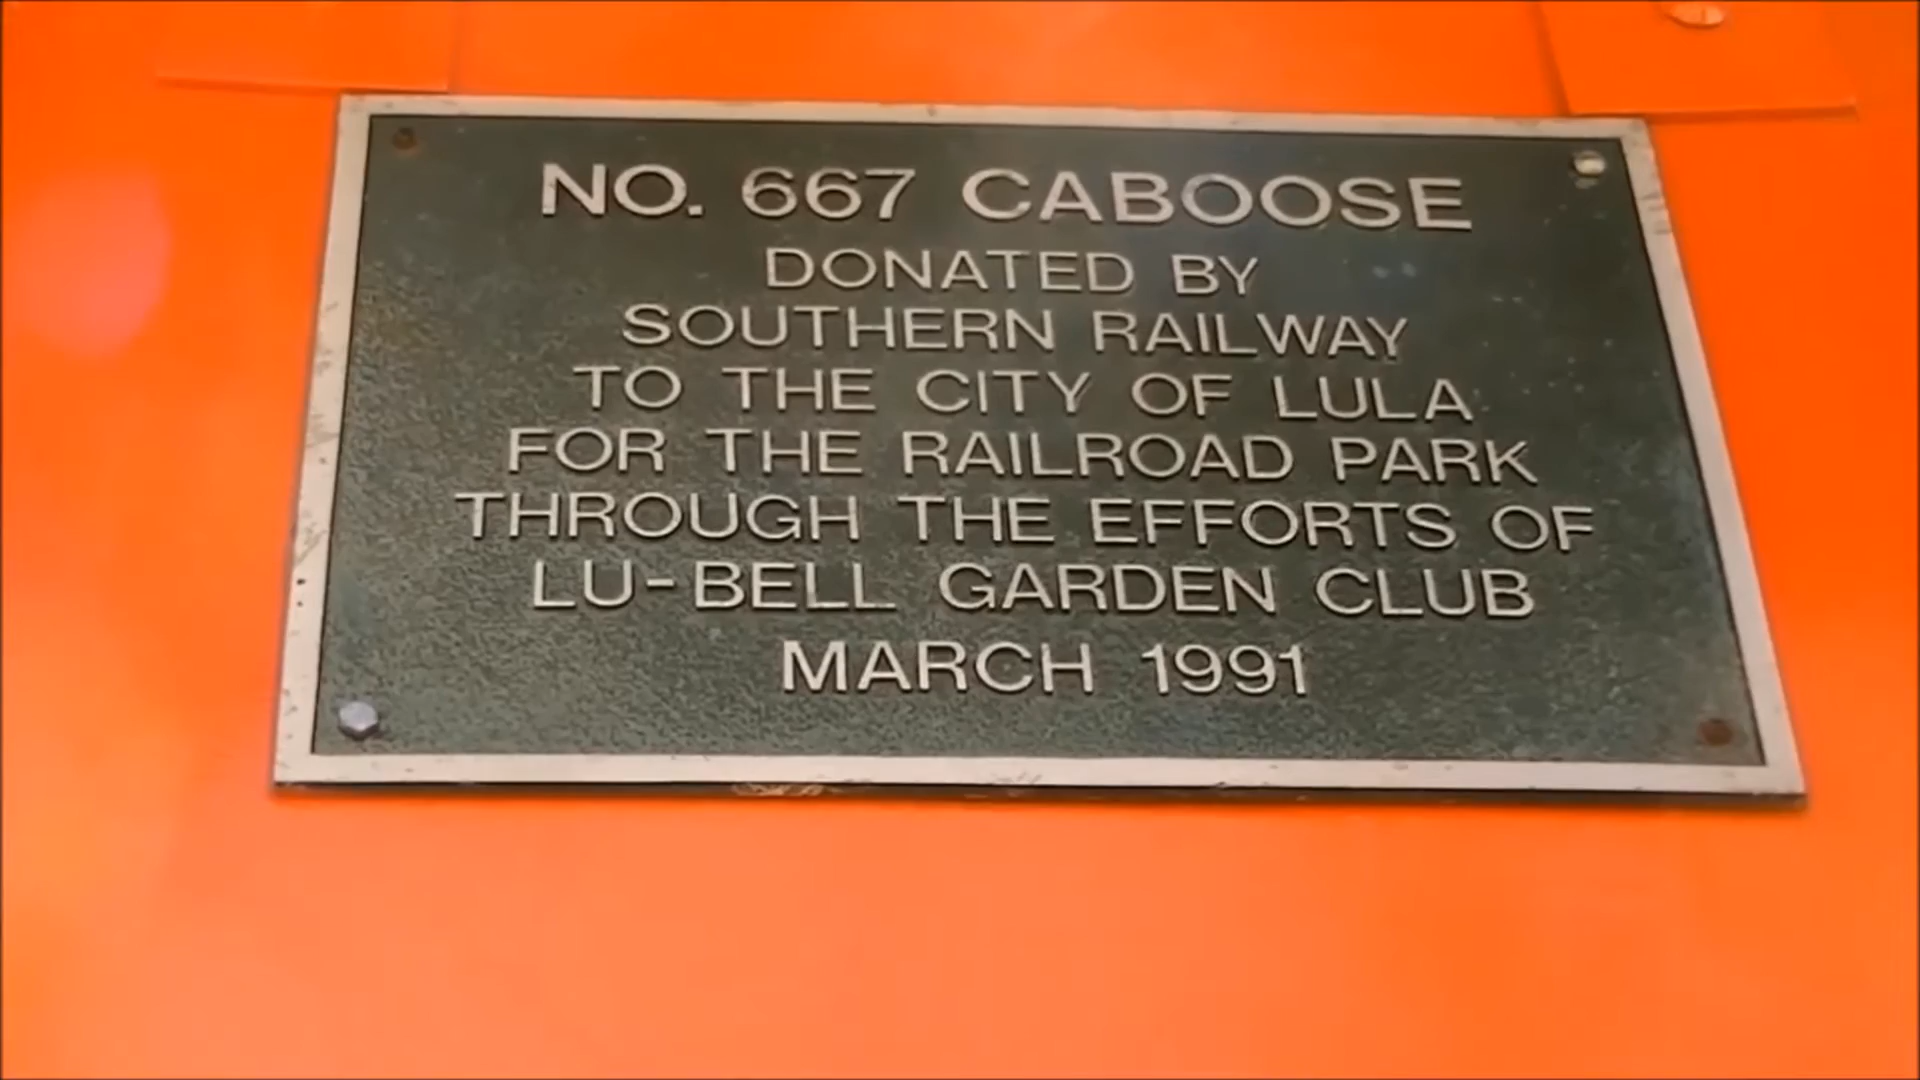 NO. 667 CABOOSE
DONATED BY
SOUTHERN RAILWAY
TO THE CITY OF LULA
FOR THE RAILROAD PARK
THROUGH THE EFFORTS OF
LU-BELL GARDEN CLUB
MARCH 1991